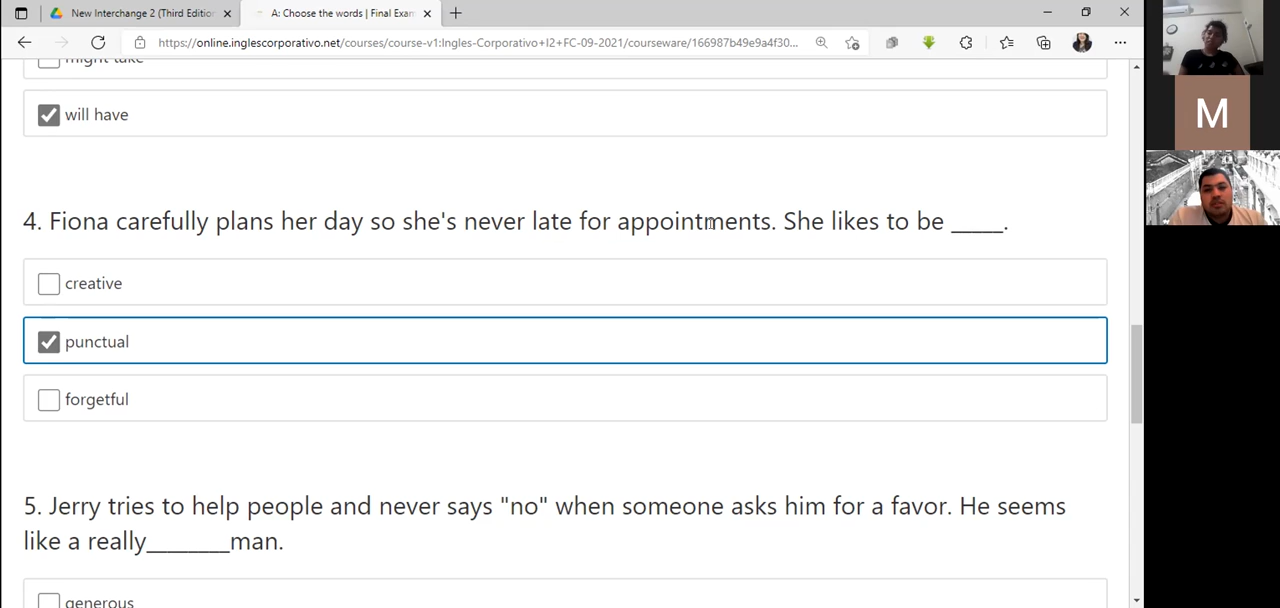 New Interchange 2 (Third Edition
A: Choose the words | Final Exam
https://online.inglescorporativo.net/courses/course-v1:Ingles-Corporativo+I2+FC-09-2021/courseware/166987b49e9a4f30...
might take
will have
M
4. Fiona carefully plans her day so she's never late for appointments. She likes to be _____.
creative
punctual
forgetful
5. Jerry tries to help people and never says "no" when someone asks him for a favor. He seems
like a really________man.
generous